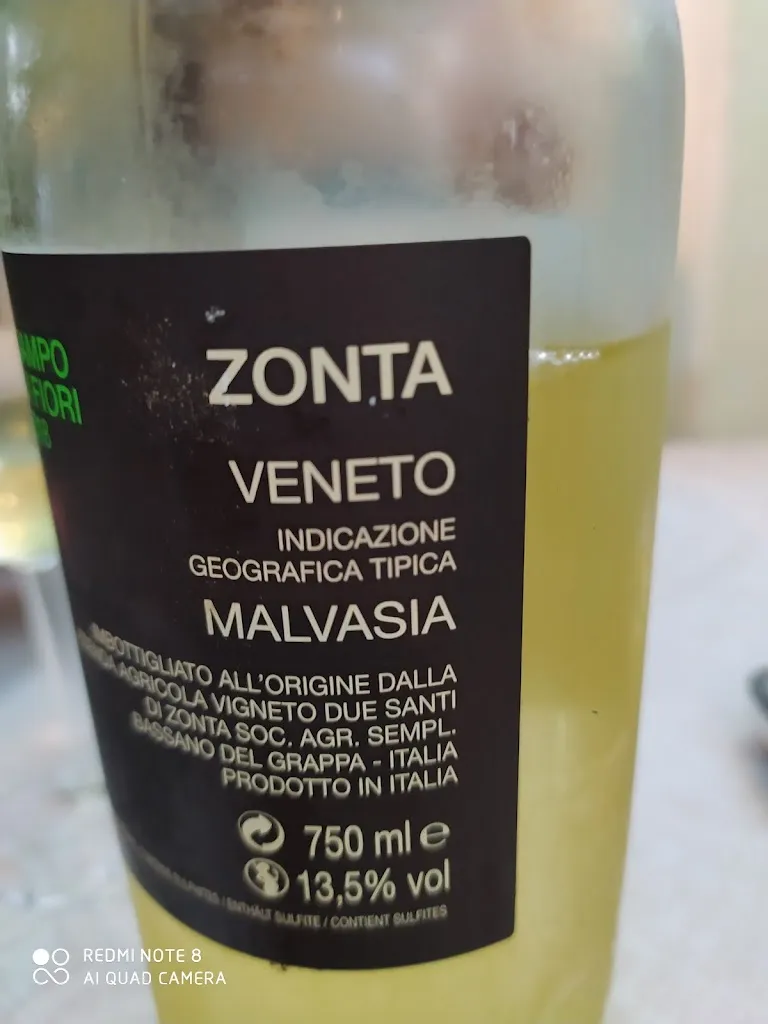 FIORI
ZONTA
VENETO
INDICAZIONE
GEOGRAFICA TIPICA
MALVASIA
IMBOTTIGLIATO ALL'ORIGINE DALLA
AGRICOLA VIGNETO DUE SANTI
DI ZONTA SOC. AGR. SEMPL.
BASSANO DEL GRAPPA - ITALIA
PRODOTTO IN ITALIA
750 ml e
13,5% vol
/ ENTHÄLT SULFITE / CONTIENT SULFITES
REDMI NOTE 8
AI QUAD CAMERA